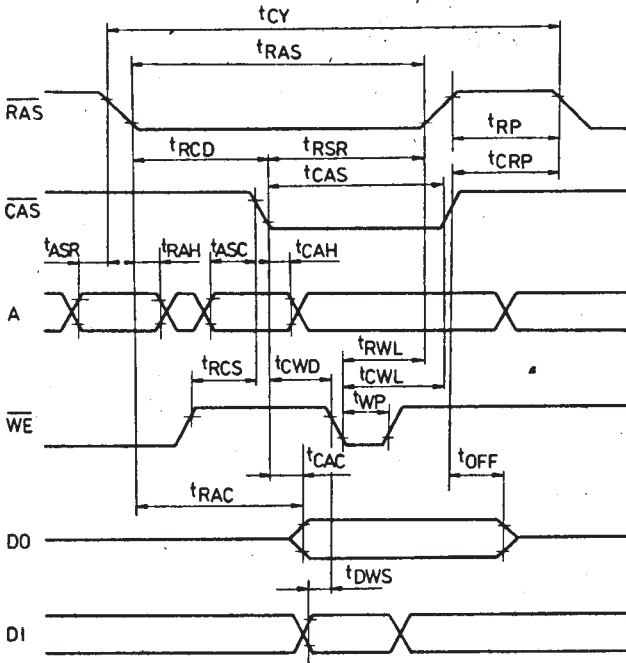 tCY
tRAS
RAS
tRP
tRCD
tRSR
tCRP
tCAS
CAS
tASR
tRAH
tASC
tCAH
A
tRWL
tRCS
tCWD
tCWL
tWP
WE
tCAC
tOFF
tRAC
DO
tDWS
DI